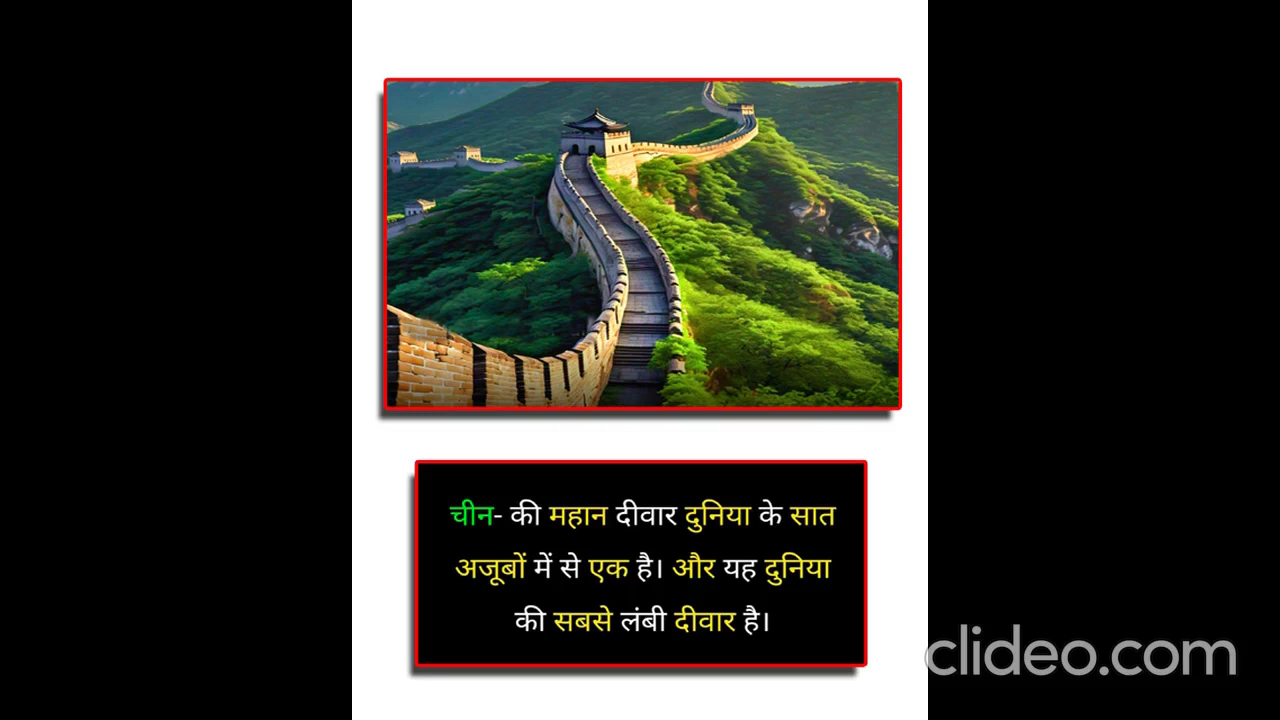 चीन- की महान दीवार दुनिया के सात
अजूबों में से एक है। और यह दुनिया
की सबसे लंबी दीवार है।
clideo.com